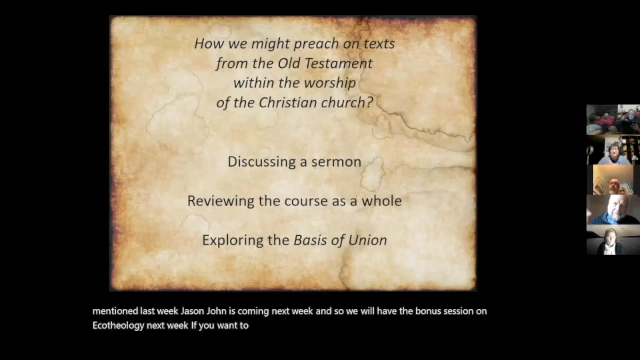 How we might preach on texts
from the Old Testament
within the worship
of the Christian church?
Discussing a sermon
Reviewing the course as a whole
Exploring the Basis of Union
mentioned last week Jason John is coming next week and so we will have the bonus session on
Ecotheology next week If you want to